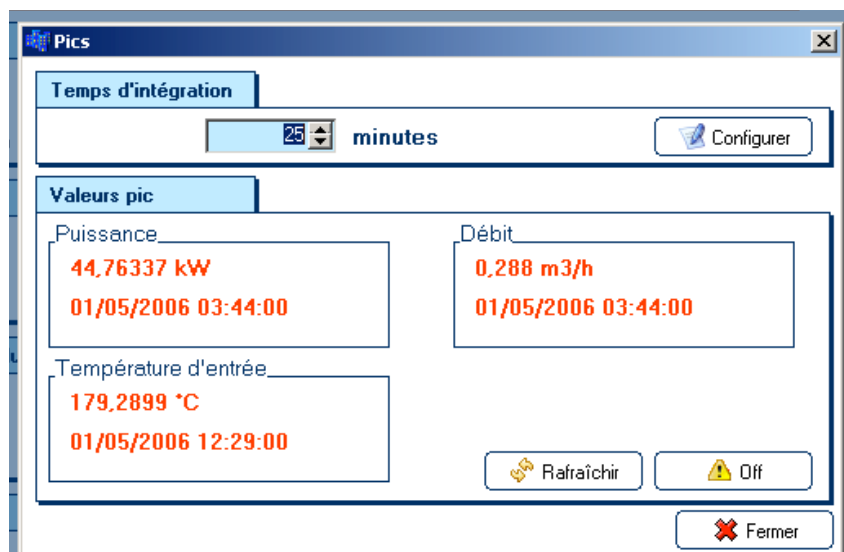 Pics
Temps d'intégration
25 minutes
Configurer
Valeurs pic
Puissance
44,76337 kW
01/05/2006 03:44:00
Débit
0,288 m3/h
01/05/2006 03:44:00
Température d'entrée
179,2899 °C
01/05/2006 12:29:00
Rafraîchir
Off
Fermer